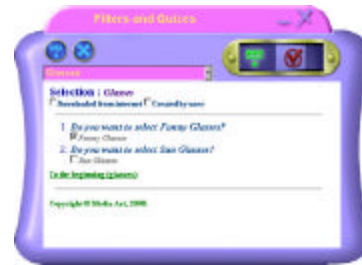 Filters and Guizes
Glasses
Selection : Glasses
Downloaded from internet Created by user
1. Do you want to select Funny Glasses?
Funny Glasses
2. Do you want to select Sun Glasses?
Sun Glasses
To the beginning (glasses)
Copyright © Media Art, 2000.